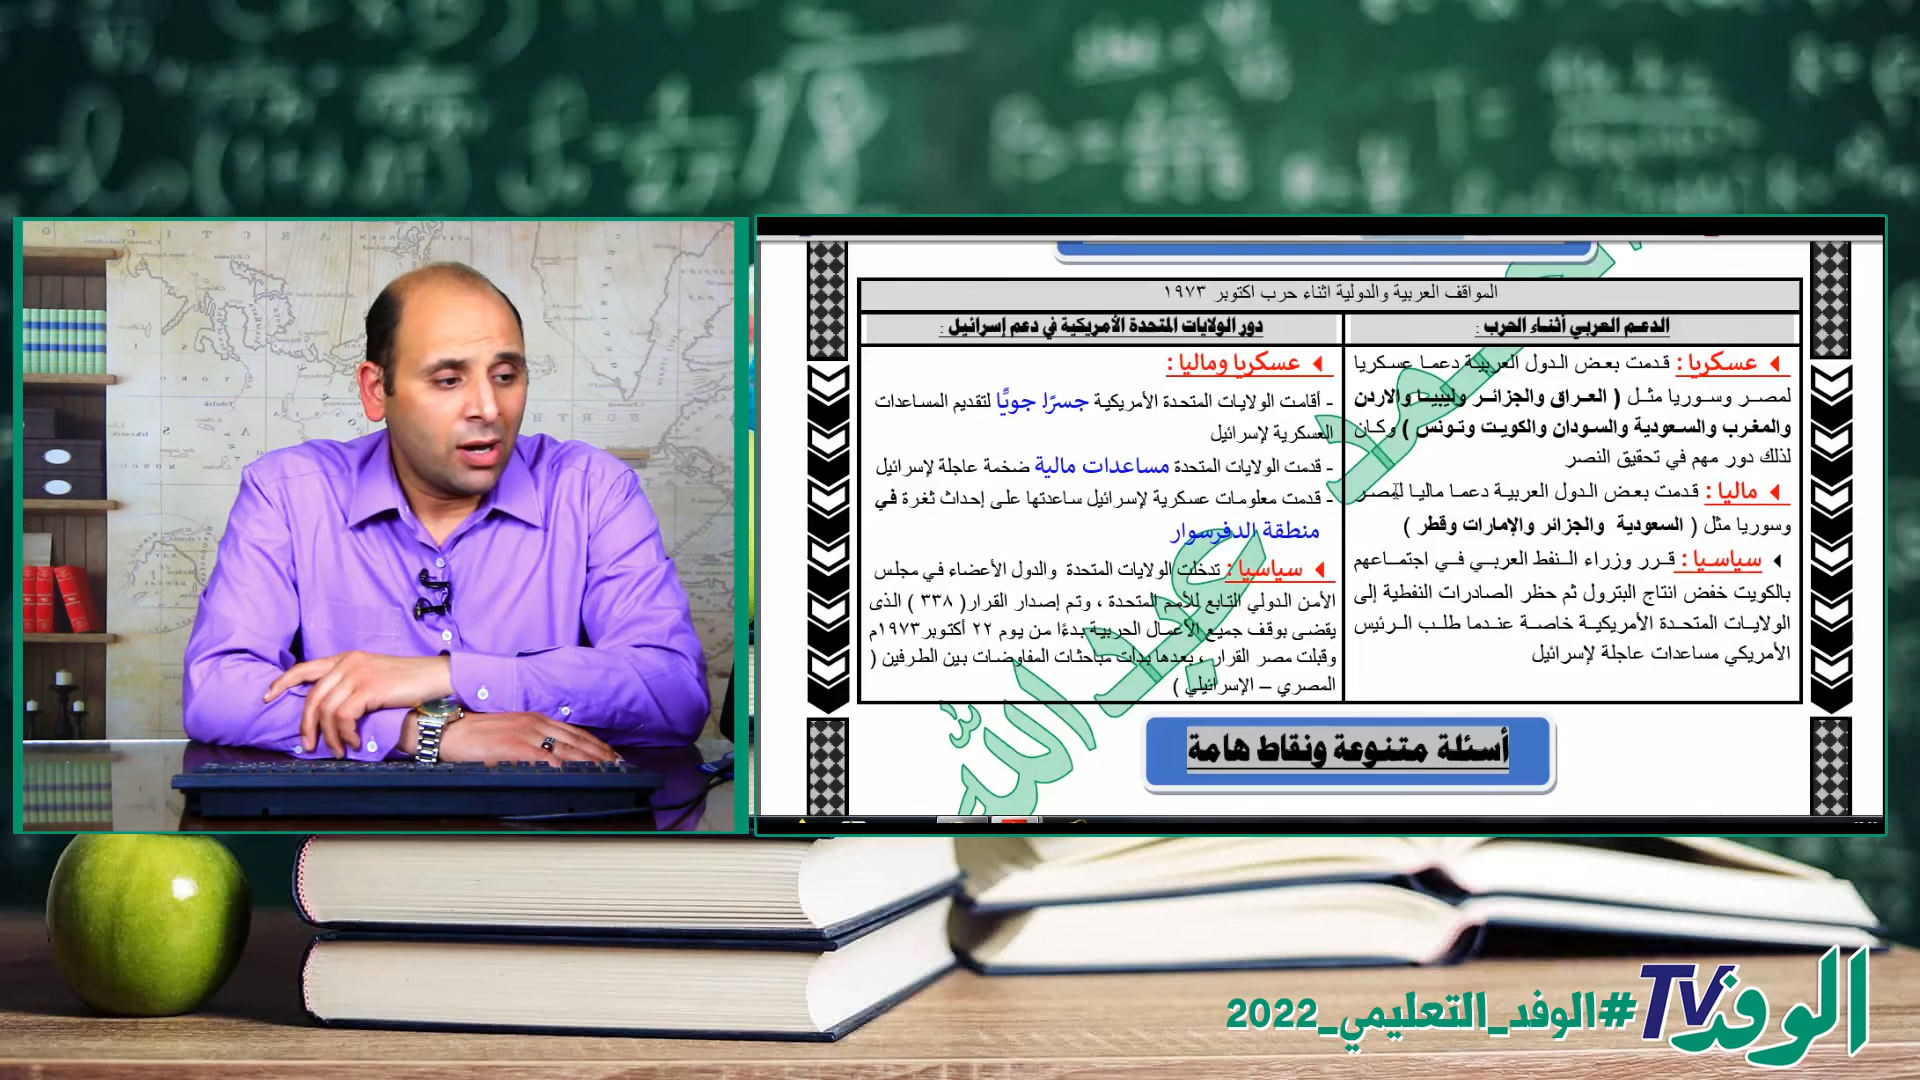 المواقف العربية والدولية اثناء حرب اكتوبر ١٩٧٣
الدعم العربي أثناء الحرب :
عسكريا : قدمت بعض الدول العربية دعما عسكريا
لمصر وسوريا مثل ( العراق والجزائر وليبيا والاردن
والمغرب والسعودية والسودان والكويت وتونس ) وكان
لذلك دور مهم في تحقيق النصر
ماليا : قدمت بعض الدول العربية دعما ماليا لمصر
وسوريا مثل ( السعودية والجزائر والإمارات وقطر )
سياسيا : قرر وزراء النفط العربي في اجتماعهم
بالكويت خفض انتاج البترول ثم حظر الصادرات النفطية إلى
الولايات المتحدة الأمريكية خاصة عندما طلب الرئيس
الأمريكي مساعدات عاجلة لإسرائيل
دور الولايات المتحدة الأمريكية في دعم إسرائيل :
عسكريا وماليا :
- أقامت الولايات المتحدة الأمريكية جسرًا جويًا لتقديم المساعدات
العسكرية لإسرائيل
- قدمت الولايات المتحدة مساعدات مالية ضخمة عاجلة لإسرائيل
- قدمت معلومات عسكرية لإسرائيل ساعدتها على إحداث ثغرة في
منطقة الدفرسوار
سياسيا : تدخلت الولايات المتحدة والدول الأعضاء في مجلس
الأمن الدولي التابع للأمم المتحدة ، وتم إصدار القرار( ٣٣٨ ) الذى
يقضى بوقف جميع الأعمال الحربية بدءًا من يوم ٢٢ أكتوبر١٩٧٣م
وقبلت مصر القرار ، بعدها بدأت مباحثات المفاوضات بين الطرفين (
المصري – الإسرائيلي )
أسئلة متنوعة ونقاط هامة
عبدالله
الوفد TV
#الوفد_التعليمي_2022